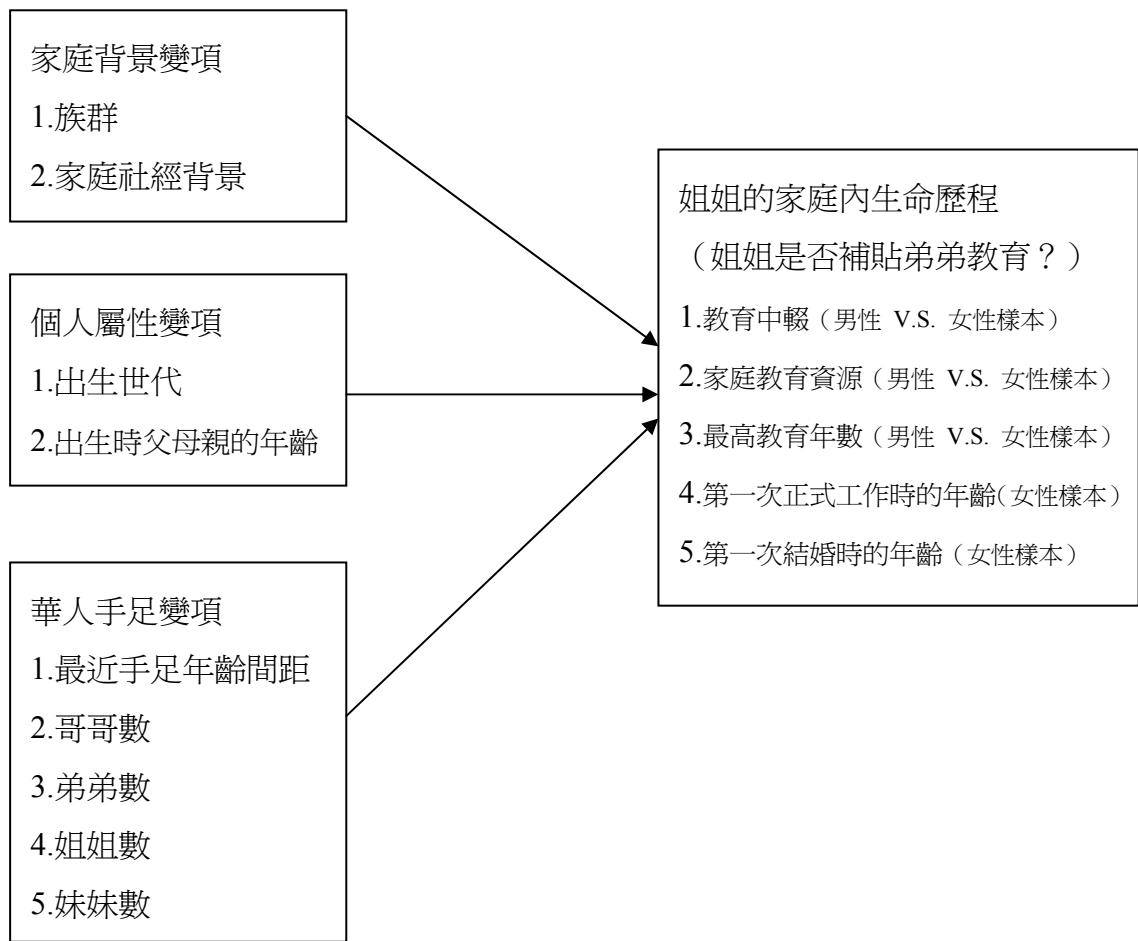 家庭背景變項
1.族群
2.家庭社經背景
個人屬性變項
1.出生世代
2.出生時父母親的年齡
華人手足變項
1.最近手足年齡間距
2.哥哥數
3.弟弟數
4.姐姐數
5.妹妹數
姐姐的家庭內生命歷程
（姐姐是否補貼弟弟教育？）
1.教育中輟（男性 V.S. 女性樣本）
2.家庭教育資源（男性 V.S. 女性樣本）
3.最高教育年數（男性 V.S. 女性樣本）
4.第一次正式工作時的年齡（女性樣本）
5.第一次結婚時的年齡（女性樣本）